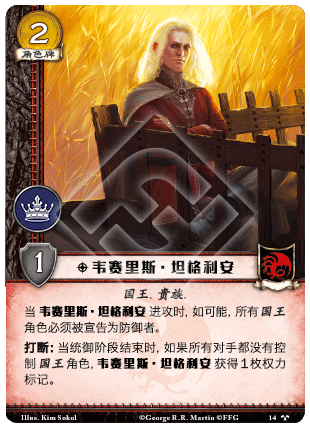 2
角色牌
1
韦赛里斯·坦格利安
国王. 贵族.
当 韦赛里斯·坦格利安 进攻时, 如可能, 所有国王
角色必须被宣告为防御者。
打断: 当统御阶段结束时, 如果所有对手都没有控
制 国王 角色, 韦赛里斯·坦格利安 获得 1枚权力
标记。
Illus. Kim Sokol ©George R.R. Martin ©FFG 14